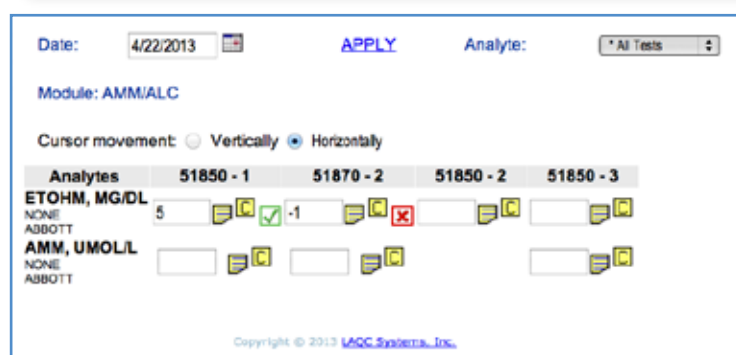 Date: 4/22/2013 APPLY Analyte: * All Tests
Module: AMM/ALC
Cursor movement: Vertically Horizontally
Analytes 51850 - 1 51870 - 2 51850 - 2 51850 - 3
ETOHM, MG/DL
NONE 5 C -1 C C C
ABBOTT
AMM, UMOL/L
NONE C C C
ABBOTT
Copyright © 2013 LAQC Systems, Inc.